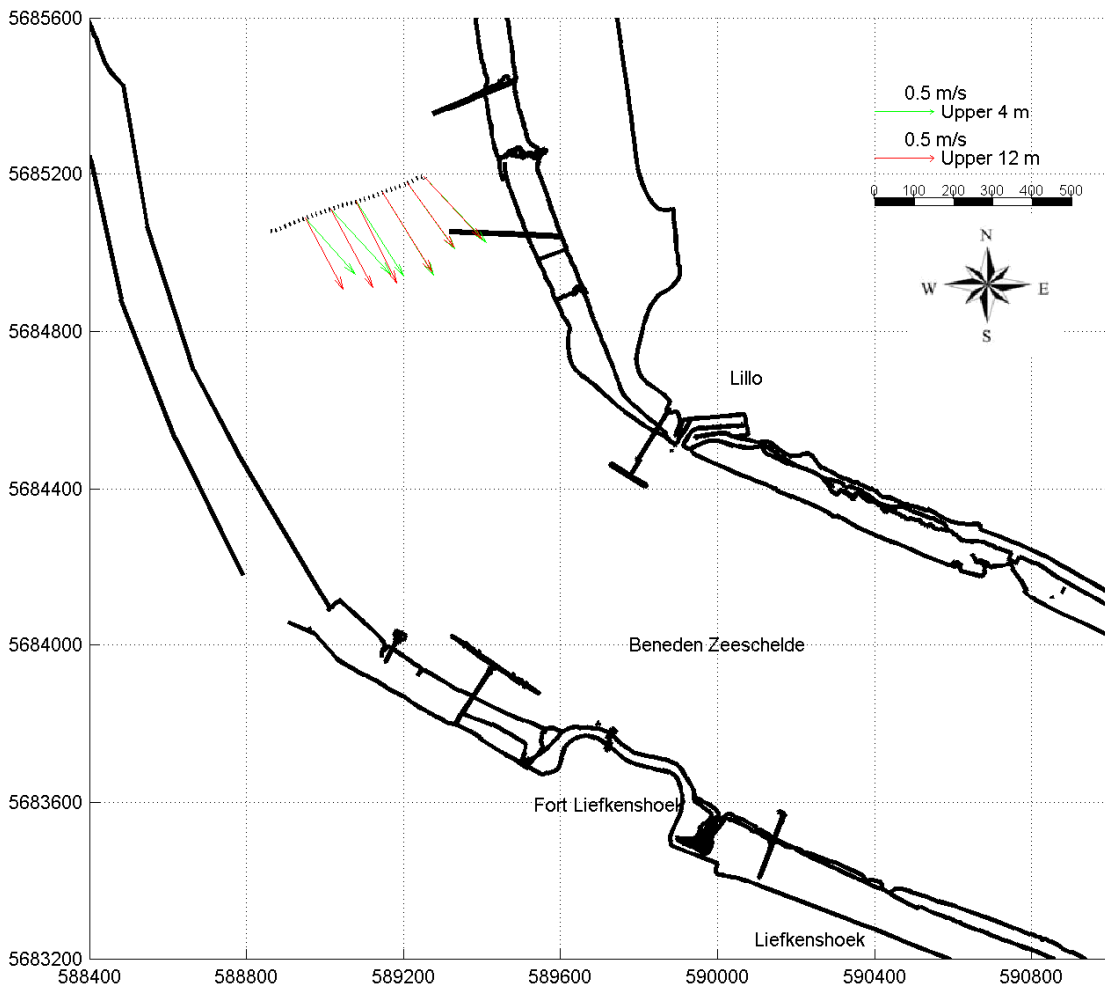 5685600
0.5 m/s
Upper 4 m
0.5 m/s
Upper 12 m
5685200
0 100 200 300 400 500
N
W E
S
5684800
Lillo
5684400
5684000
Beneden Zeeschelde
5683600
Fort Liefkenshoek
Liefkenshoek
5683200
588400 588800 589200 589600 590000 590400 590800